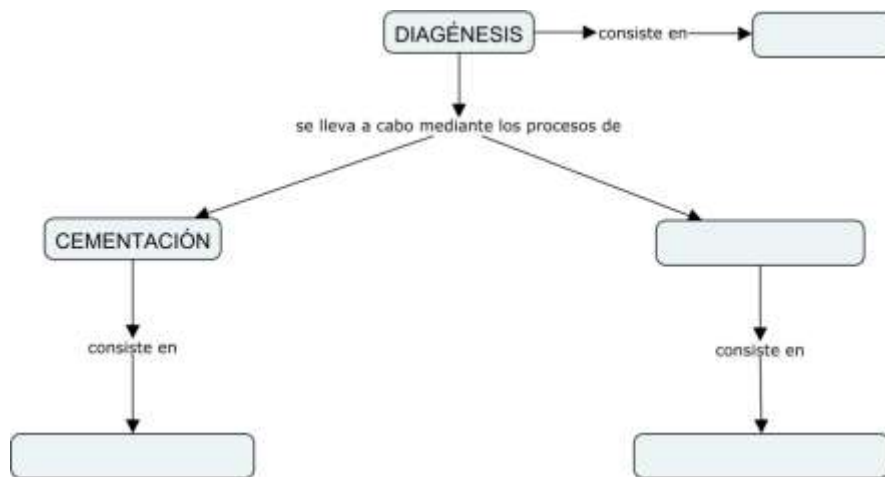 DIAGÉNESIS
consiste en
se lleva a cabo mediante los procesos de
CEMENTACIÓN
consiste en
consiste en